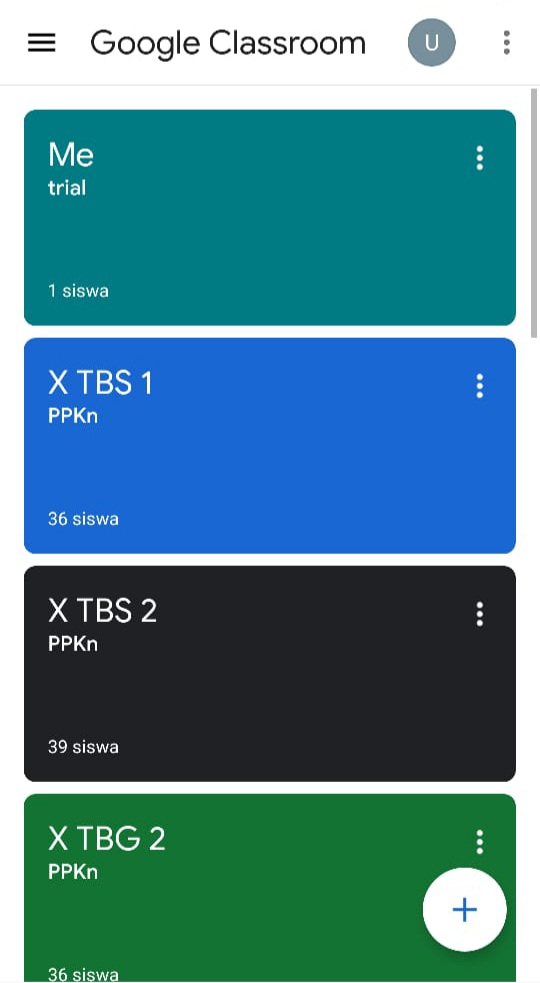 Google Classroom
U
Me
trial
1 siswa
X TBS 1
PPKn
36 siswa
X TBS 2
PPKn
39 siswa
X TBG 2
PPKn
36 siswa